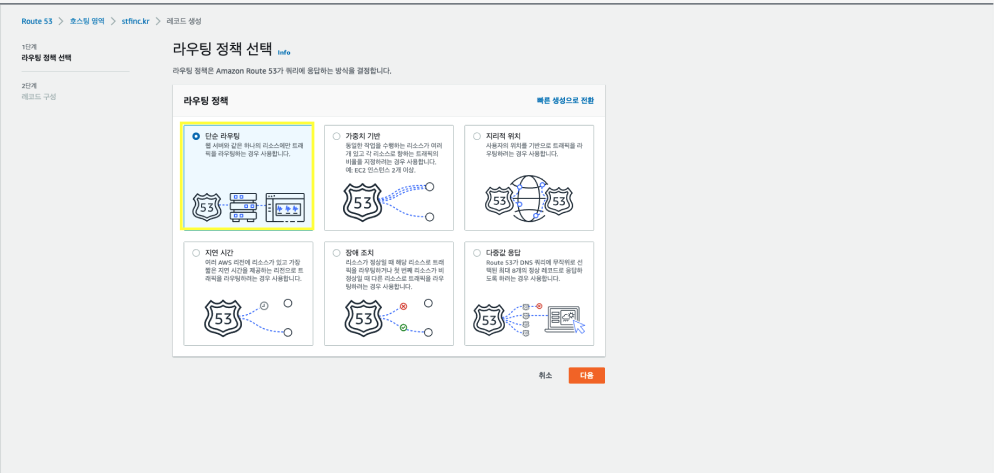 Route 53 > 호스팅 영역 > stfinc.kr > 레코드 생성
1단계
라우팅 정책 선택
2단계
레코드 구성
라우팅 정책 선택 Info
라우팅 정책은 Amazon Route 53가 쿼리에 응답하는 방식을 결정합니다.
라우팅 정책
빠른 생성으로 전환
단순 라우팅
웹 서버와 같은 하나의 리소스에만 트래
픽을 라우팅하는 경우 사용합니다.
53
가중치 기반
동일한 작업을 수행하는 리소스가 여러
개 있고 각 리소스로 향하는 트래픽의
비율을 지정하려는 경우 사용합니다.
예: EC2 인스턴스 2개 이상.
53
지리적 위치
사용자의 위치를 기반으로 트래픽을 라
우팅하려는 경우 사용합니다.
53
53
지연 시간
여러 AWS 리전에 리소스가 있고 가장
짧은 지연 시간을 제공하는 리전으로 트
래픽을 라우팅하려는 경우 사용합니다.
53
장애 조치
리소스가 정상일 때 해당 리소스로 트래
픽을 라우팅하거나 첫 번째 리소스가 비
정상일 때 다른 리소스로 트래픽을 라우
팅하려는 경우 사용합니다.
53
다중값 응답
Route 53가 DNS 쿼리에 무작위로 선
택된 최대 8개의 정상 레코드로 응답하
도록 하려는 경우 사용합니다.
53
취소
다음